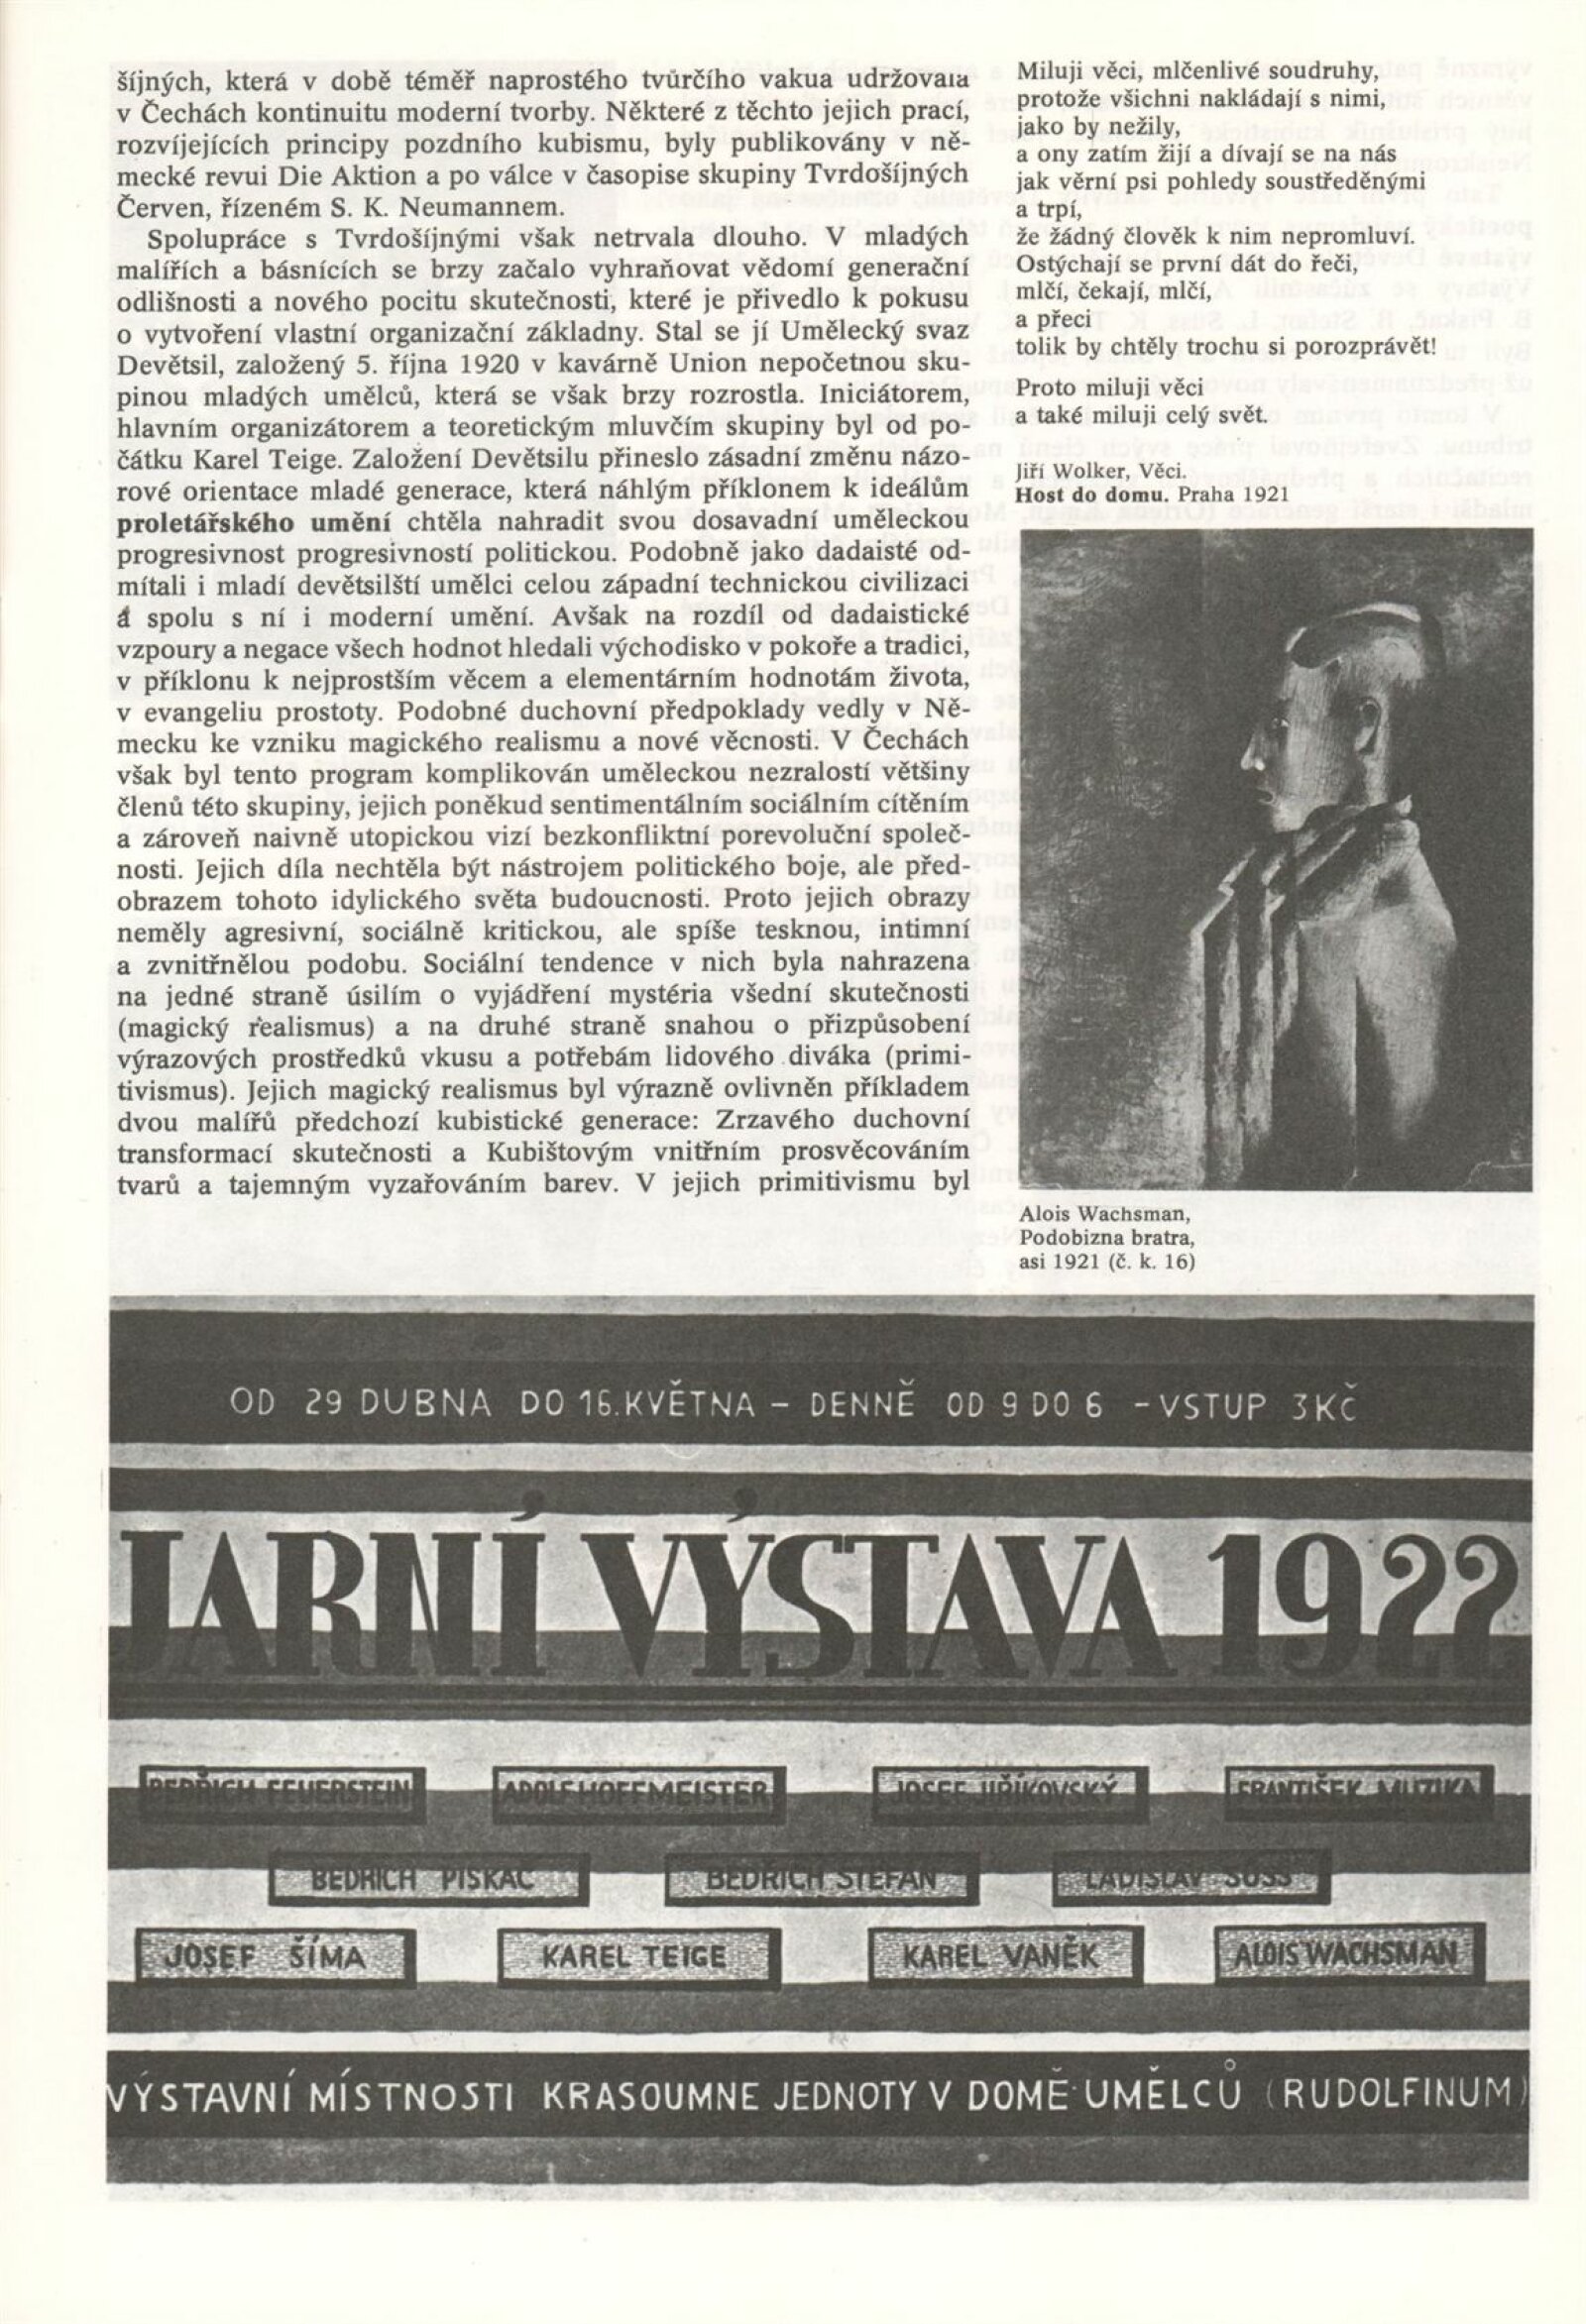 šíjných, která v době téměř naprostého tvůrčího vakua udržovala
v Čechách kontinuitu moderní tvorby. Některé z těchto jejich prací,
rozvíjejících principy pozdního kubismu, byly publikovány v ně-
mecké revui Die Aktion a po válce v časopise skupiny Tvrdošíjných
Červen, řízeném S. K. Neumannem.
Spolupráce s Tvrdošíjnými však netrvala dlouho. V mladých
malířích a básnících se brzy začalo vyhraňovat vědomí generační
odlišnosti a nového pocitu skutečnosti, které je přivedlo k pokusu
o vytvoření vlastní organizační základny. Stal se jí Umělecký svaz
Devětsil, založený 5. října 1920 v kavárně Union nepočetnou sku-
pinou mladých umělců, která se však brzy rozrostla. Iniciátorem,
hlavním organizátorem a teoretickým mluvčím skupiny byl od po-
čátku Karel Teige. Založení Devětsilu přineslo zásadní změnu názo-
rové orientace mladé generace, která náhlým příklonem k ideálům
proletářského umění chtěla nahradit svou dosavadní uměleckou
progresivnost progresivností politickou. Podobně jako dadaisté od-
mítali i mladí devětsilští umělci celou západní technickou civilizaci
á spolu s ní i moderní umění. Avšak na rozdíl od dadaistické
vzpoury a negace všech hodnot hledali východisko v pokoře a tradici,
v příklonu k nejprostším věcem a elementárním hodnotám života,
v evangeliu prostoty. Podobné duchovní předpoklady vedly v Ně-
mecku ke vzniku magického realismu a nové věcnosti. V Čechách
však byl tento program komplikován uměleckou nezralostí většiny
členů této skupiny, jejich poněkud sentimentálním sociálním cítěním
a zároveň naivně utopickou vizí bezkonfliktní porevoluční společ-
nosti. Jejich díla nechtěla být nástrojem politického boje, ale před-
obrazem tohoto idylického světa budoucnosti. Proto jejich obrazy
neměly agresivní, sociálně kritickou, ale spíše tesknou, intimní
a zvnitřnělou podobu. Sociální tendence v nich byla nahrazena
na jedné straně úsilím o vyjádření mystéria všední skutečnosti
(magický realismus) a na druhé straně snahou o přizpůsobení
výrazových prostředků vkusu a potřebám lidového diváka (primi-
tivismus). Jejich magický realismus byl výrazně ovlivněn příkladem
dvou malířů předchozí kubistické generace: Zrzavého duchovní
transformací skutečnosti a Kubištovým vnitřním prosvěcováním
tvarů a tajemným vyzařováním barev. V jejich primitivismu byl
Miluji věci, mlčenlivé soudruhy,
protože všichni nakládají s nimi,
jako by nežily,
a ony zatím žijí a dívají se na nás
jak věrní psi pohledy soustředěnými
a trpí,
že žádný člověk k nim nepromluví.
Ostýchají se první dát do řeči,
mlčí, čekají, mlčí,
a přeci
tolik by chtěly trochu si porozprávět!
Proto miluji věci
a také miluji celý svět.
Jiří Wolker, Věci.
Host do domu. Praha 1921
Alois Wachsman,
Podobizna bratra,
asi 1921 (č. k. 16)
OD 29 DUBNA DO 16. KVĚTNA – DENNĚ OD 9 DO 6 – VSTUP 3 KČ
JARNÍ VÝSTAVA 1922
BEDŘICH FEUERSTEIN ADOLF HOFFMEISTER JOSEF JIŘÍKOVSKÝ FRANTIŠEK MUZIKA
BEDŘICH PISKAČ BEDŘICH STEFAN LADISLAV SÜSS
JOSEF ŠÍMA KAREL TEIGE KAREL VANĚK ALOIS WACHSMAN
VÝSTAVNÍ MÍSTNOSTI KRASOUMNE JEDNOTY V DOMĚ UMĚLCŮ (RUDOLFINUM)